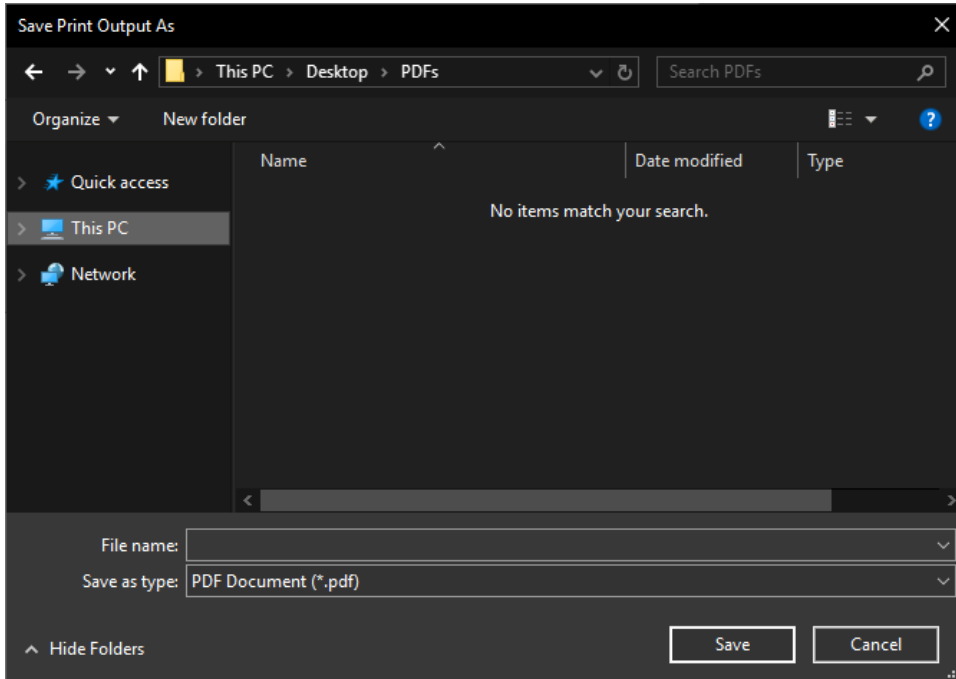 Save Print Output As
This PC > Desktop > PDFs
Search PDFs
Organize
New folder
?
Name
Date modified
Type
Quick access
No items match your search.
This PC
Network
File name:
Save as type: PDF Document (*.pdf)
Hide Folders
Save
Cancel